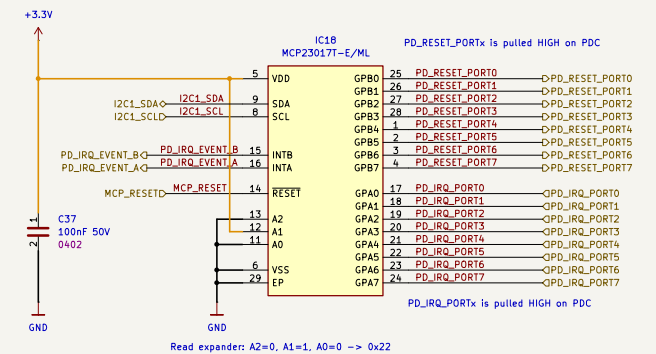 +3.3V
IC18
MCP23017T-E/ML
PD_RESET_PORTx is pulled HIGH on PDC
5 VDD
I2C1_SDA I2C1_SDA 9 SDA
I2C1_SCL I2C1_SCL 8 SCL
PD_IRQ_EVENT_B PD_IRQ_EVENT_B 15 INTB
PD_IRQ_EVENT_A PD_IRQ_EVENT_A 16 INTA
MCP_RESET MCP_RESET 14 RESET
13 A2
12 A1
11 A0
6 VSS
29 EP
GPB0 25 PD_RESET_PORT0 PD_RESET_PORT0
GPB1 26 PD_RESET_PORT1 PD_RESET_PORT1
GPB2 27 PD_RESET_PORT2 PD_RESET_PORT2
GPB3 28 PD_RESET_PORT3 PD_RESET_PORT3
GPB4 1 PD_RESET_PORT4 PD_RESET_PORT4
GPB5 2 PD_RESET_PORT5 PD_RESET_PORT5
GPB6 3 PD_RESET_PORT6 PD_RESET_PORT6
GPB7 4 PD_RESET_PORT7 PD_RESET_PORT7
GPA0 17 PD_IRQ_PORT0 PD_IRQ_PORT0
GPA1 18 PD_IRQ_PORT1 PD_IRQ_PORT1
GPA2 19 PD_IRQ_PORT2 PD_IRQ_PORT2
GPA3 20 PD_IRQ_PORT3 PD_IRQ_PORT3
GPA4 21 PD_IRQ_PORT4 PD_IRQ_PORT4
GPA5 22 PD_IRQ_PORT5 PD_IRQ_PORT5
GPA6 23 PD_IRQ_PORT6 PD_IRQ_PORT6
GPA7 24 PD_IRQ_PORT7 PD_IRQ_PORT7
1
2
C37
100nF 50V
0402
GND
GND
PD_IRQ_PORTx is pulled HIGH on PDC
Read expander: A2=0, A1=1, A0=0 -> 0x22